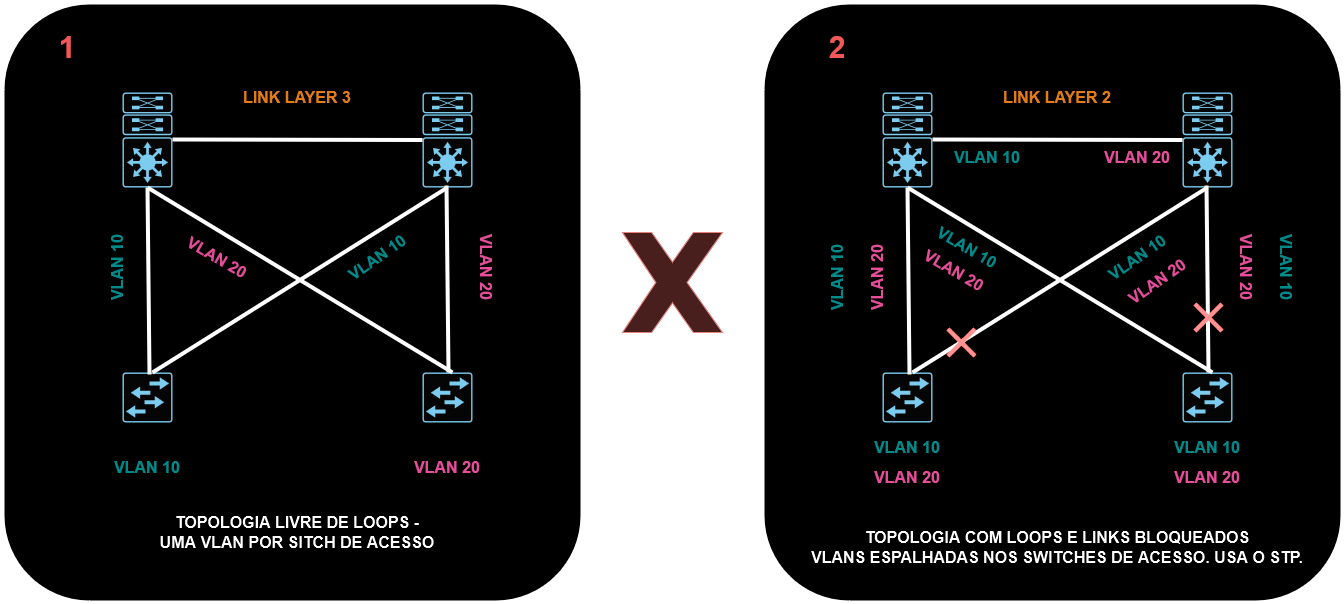 1
LINK LAYER 3
VLAN 10
VLAN 20
VLAN 10
VLAN 20
VLAN 10
VLAN 20
TOPOLOGIA LIVRE DE LOOPS -
UMA VLAN POR SITCH DE ACESSO
X
2
LINK LAYER 2
VLAN 10
VLAN 20
VLAN 10
VLAN 20
VLAN 10
VLAN 20
VLAN 10
VLAN 20
VLAN 20
VLAN 10
VLAN 10
VLAN 20
VLAN 10
VLAN 20
TOPOLOGIA COM LOOPS E LINKS BLOQUEADOS
VLANS ESPALHADAS NOS SWITCHES DE ACESSO. USA O STP.